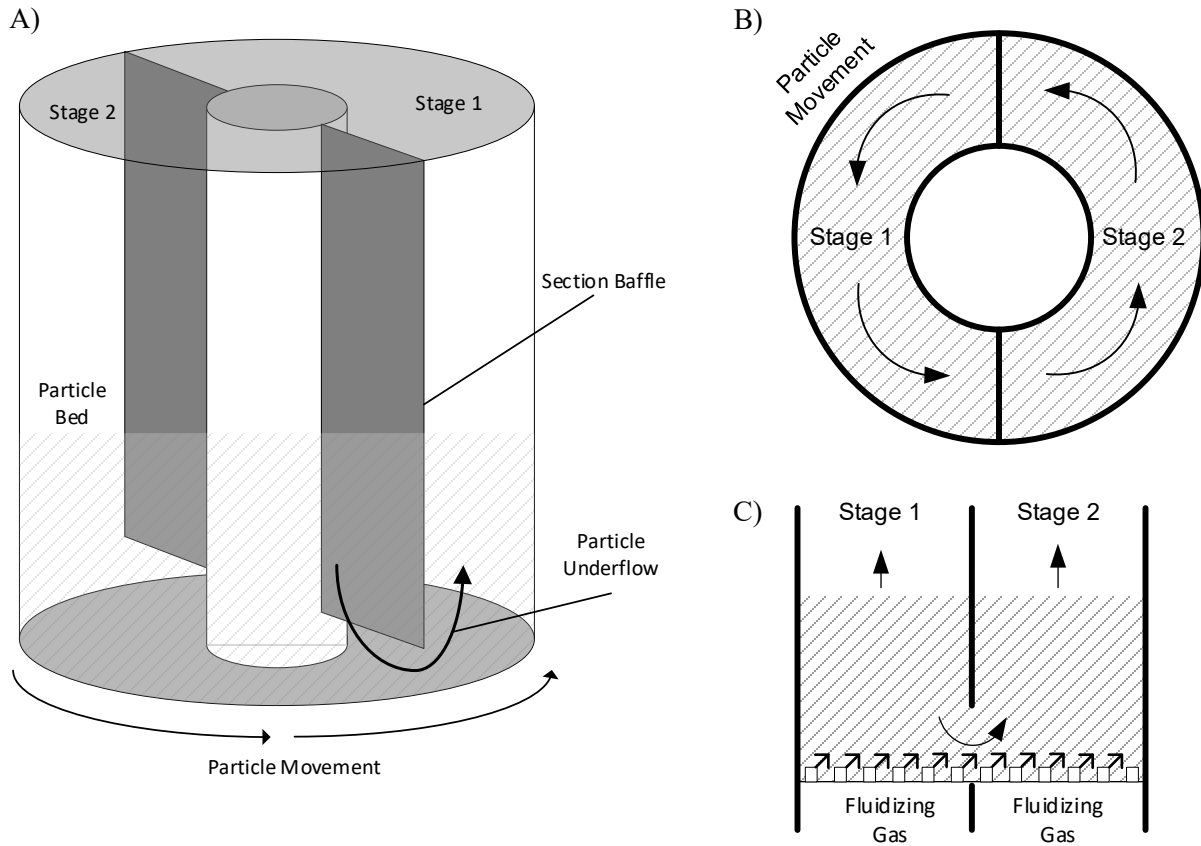 A)
Stage 2
Stage 1
Section Baffle
Particle
Bed
Particle
Underflow
Particle Movement
B)
Particle
Movement
Stage 1
Stage 2
C)
Stage 1
Stage 2
Fluidizing
Gas
Fluidizing
Gas